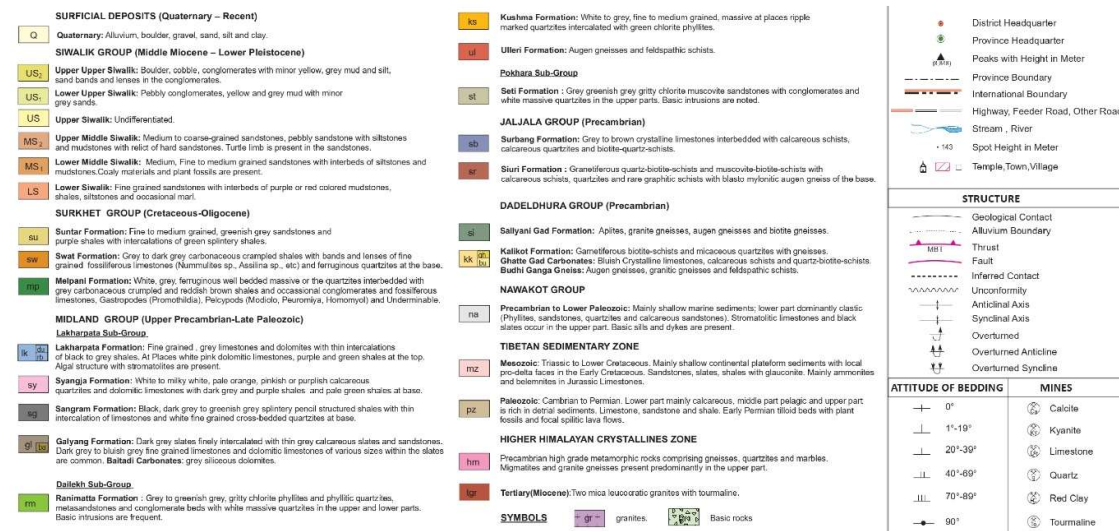 SURFICIAL DEPOSITS (Quaternary – Recent)
Q
Quaternary: Alluvium, boulder, gravel, sand, silt and clay.
SIWALIK GROUP (Middle Miocene – Lower Pleistocene)
US2
Upper Upper Siwalik: Boulder, cobble, conglomerates with minor yellow, grey mud and silt,
sand bands and lenses in the conglomerates.
US1
Lower Upper Siwalik: Pebbly conglomerates, yellow and grey mud with minor
grey sands.
US
Upper Siwalik: Undifferentiated.
MS2
Upper Middle Siwalik: Medium to coarse-grained sandstones, pebbly sandstone with siltstones
and mudstones with relict of hard sandstones. Turtle limb is present in the sandstones.
MS1
Lower Middle Siwalik: Medium, Fine to medium grained sandstones with interbeds of siltstones and
mudstones.Coaly materials and plant fossils are present.
LS
Lower Siwalik: Fine grained sandstones with interbeds of purple or red colored mudstones,
shales, siltstones and occasional marl.
SURKHET GROUP (Cretaceous-Oligocene)
su
Suntar Formation: Fine to medium grained, greenish grey sandstones and
purple shales with intercalations of green splintery shales.
sw
Swat Formation: Grey to dark grey carbonaceous crampled shales with bands and lenses of fine
grained fossiliferous limestones (Nummulites sp., Assilina sp., etc) and ferruginous quartzites at the base.
mp
Melpani Formation: White, grey, ferruginous well bedded massive or the quartzites interbedded with
grey carbonaceous crumpled and reddish brown shales and occassional conglomerates and fossilferous
limestones, Gastropodes (Promothildia), Pelcypods (Modiolo, Peuromiya, Homomyol) and Underminable.
MIDLAND GROUP (Upper Precambrian-Late Paleozoic)
Lakharpata Sub-Group
lk
Lakharpata Formation: Fine grained , grey limestones and dolomites with thin intercalations
of black to grey shales. At Places white pink dolomitic limestones, purple and green shales at the top.
Algal structure with stromatolites are present.
sy
Syangja Formation: White to milky white, pale orange, pinkish or purplish calcareous
quartzites and dolomitic limestones with dark grey and purple shales and pale green shales at base.
sg
Sangram Formation: Black, dark grey to greenish grey splintery pencil structured shales with thin
intercalation of limestones and white fine grained cross-bedded quartzites at base.
gl
Galyang Formation: Dark grey slates finely intercalated with thin grey calcareous slates and sandstones.
Dark grey to bluish grey fine grained limestones and dolomitic limestones of various sizes within the slates
are common. Baitadi Carbonates: grey siliceous dolomites.
Dailekh Sub-Group
rm
Ranimatta Formation : Grey to greenish grey, gritty chlorite phyllites and phyllitic quartzites,
metasandstones and conglomerate beds with white massive quartzites in the upper and lower parts.
Basic intrusions are frequent.
ks
Kushma Formation: White to grey, fine to medium grained, massive at places ripple
marked quartzites intercalated with green chlorite phyllites.
ul
Ulleri Formation: Augen gneisses and feldspathic schists.
Pokhara Sub-Group
st
Seti Formation : Grey greenish grey gritty chlorite muscovite sandstones with conglomerates and
white massive quartzites in the upper parts. Basic intrusions are noted.
JALJALA GROUP (Precambrian)
sb
Surbang Formation: Grey to brown crystalline limestones interbedded with calcareous schists,
calcareous quartzites and biotite-quartz-schists.
sr
Siuri Formation : Granetiferous quartz-biotite-schists and muscovite-biotite-schists with
calcareous schists, quartzites and rare graphitic schists with blasto mylonitic augen gneiss of the base.
DADELDHURA GROUP (Precambrian)
si
Sallyani Gad Formation: Aplites, granite gneisses, augen gneisses and biotite gneisses.
kk gh bu
Kalikot Formation: Garnetiferous biotite-schists and micaceous quartzites with gneisses.
Ghatte Gad Carbonates: Bluish Crystalline limestones, calcareous schists and quartz-biotite-schists.
Budhi Ganga Gneiss: Augen gneisses, granitic gneisses and feldspathic schists.
NAWAKOT GROUP
na
Precambrian to Lower Paleozoic: Mainly shallow marine sediments; lower part dominantly clastic
(Phyllites, sandstones, quartzites and calcareous sandstones). Stromatolitic limestones and black
slates occur in the upper part. Basic sills and dykes are present.
TIBETAN SEDIMENTARY ZONE
mz
Mesozoic: Triassic to Lower Cretaceous. Mainly shallow continental plateform sediments with local
pro-delta faces in the Early Cretaceous. Sandstones, slates, shales with glauconite. Mainly ammonites
and belemnites in Jurassic Limestones.
pz
Paleozoic: Cambrian to Permian. Lower part mainly calcareous, middle part pelagic and upper part
is rich in detrial sediments. Limestone, sandstone and shale. Early Permian tilloid beds with plant
fossils and focal spilitic lava flows.
HIGHER HIMALAYAN CRYSTALLINES ZONE
hm
Precambrian high grade metamorphic rocks comprising gneisses, quartzites and marbles.
Migmatites and granite gneisses present predominantly in the upper part.
tgr
Tertiary(Miocene):Two mica leucocratic granites with tourmaline.
SYMBOLS
gr
granites.
Basic rocks
District Headquarter
Province Headquarter
Peaks with Height in Meter
Province Boundary
International Boundary
Highway, Feeder Road, Other Road
Stream , River
• 143
Spot Height in Meter
Temple,Town,Village
STRUCTURE
Geological Contact
Alluvium Boundary
MBT
Thrust
Fault
Inferred Contact
Unconformity
Anticlinal Axis
Synclinal Axis
Overturned
Overturned Anticline
Overturned Syncline
ATTITUDE OF BEDDING
0°
1°-19°
20°-39°
40°-69°
70°-89°
90°
MINES
Calcite
Kyanite
Limestone
Quartz
Red Clay
Tourmaline